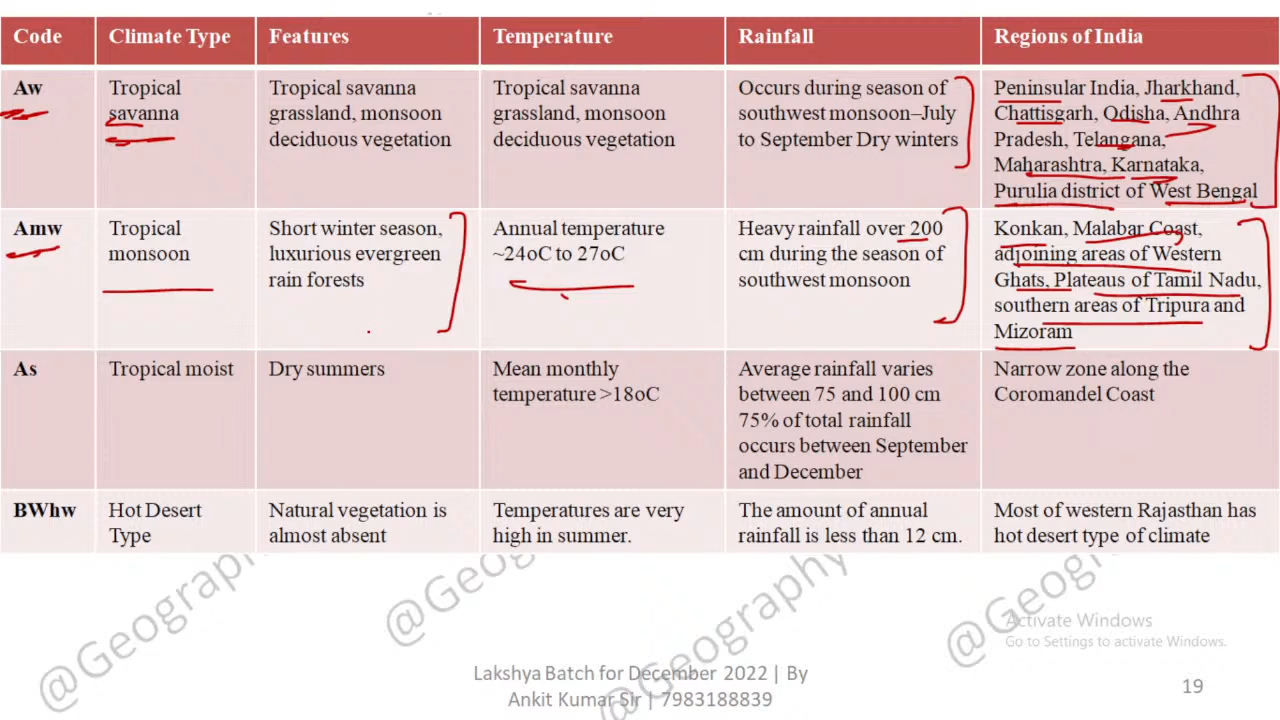 Code
Climate Type
Features
Temperature
Rainfall
Regions of India
Aw
Tropical
savanna
Tropical savanna
grassland, monsoon
deciduous vegetation
Tropical savanna
grassland, monsoon
deciduous vegetation
Occurs during season of
southwest monsoon–July
to September Dry winters
Peninsular India, Jharkhand,
Chattisgarh, Odisha, Andhra
Pradesh, Telangana,
Maharashtra, Karnataka,
Purulia district of West Bengal
Amw
Tropical
monsoon
Short winter season,
luxurious evergreen
rain forests
Annual temperature
~24oC to 27oC
Heavy rainfall over 200
cm during the season of
southwest monsoon
Konkan, Malabar Coast,
adjoining areas of Western
Ghats, Plateaus of Tamil Nadu,
southern areas of Tripura and
Mizoram
As
Tropical moist
Dry summers
Mean monthly
temperature >18oC
Average rainfall varies
between 75 and 100 cm
75% of total rainfall
occurs between September
and December
Narrow zone along the
Coromandel Coast
BWhw
Hot Desert
Type
Natural vegetation is
almost absent
Temperatures are very
high in summer.
The amount of annual
rainfall is less than 12 cm.
Most of western Rajasthan has
hot desert type of climate
@Geography
@Geography
@Geography
@Geography
Activate Windows
Go to Settings to activate Windows.
Lakshya Batch for December 2022 | By
Ankit Kumar Sir | 7983188839
19